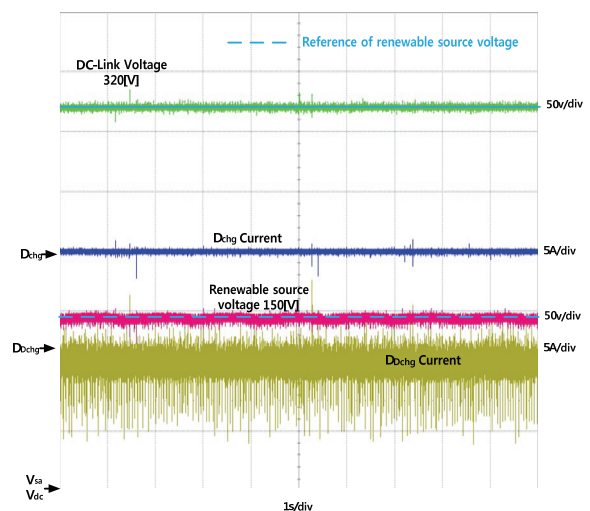 Reference of renewable source voltage
DC-Link Voltage
320[V]
50v/div
Dchg Current
Dchg
5A/div
Renewable source
voltage 150[V]
50v/div
DDchg
5A/div
DDchg Current
Vsa
Vdc
1s/div